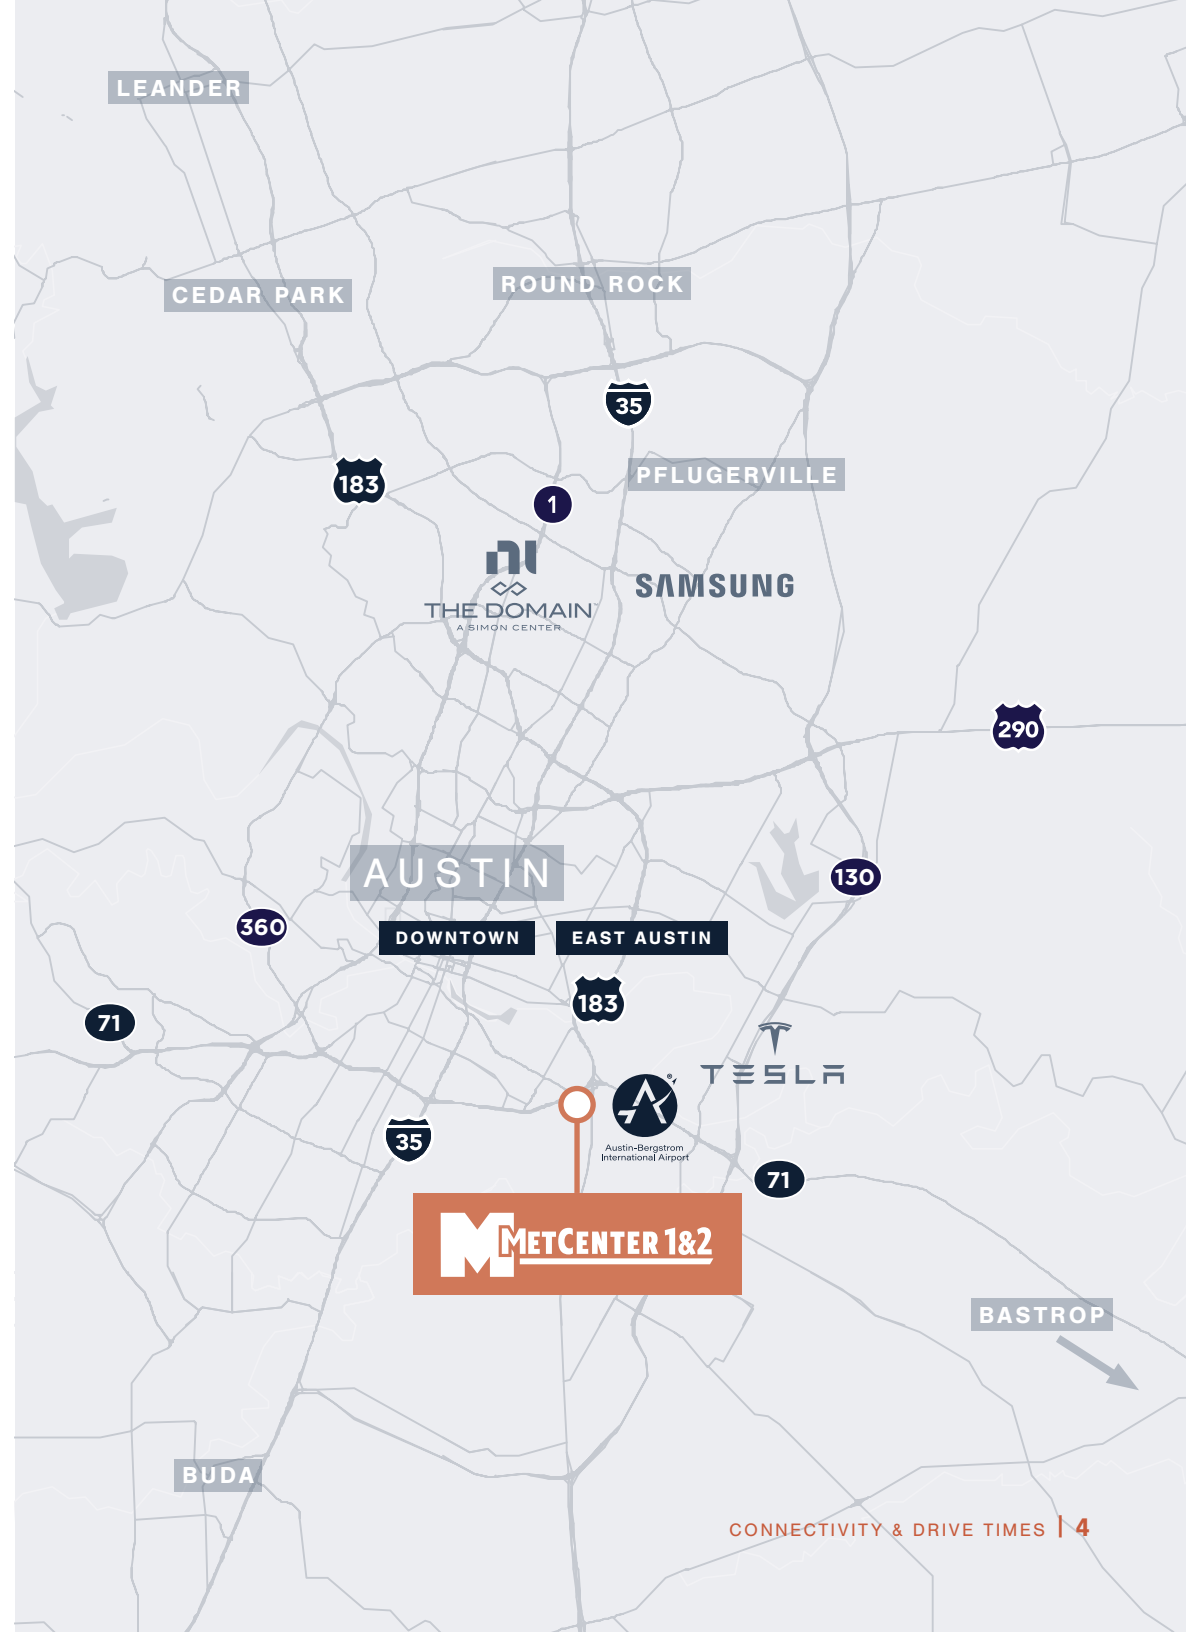 LEANDER
CEDAR PARK
ROUND ROCK
35
183
PFLUGERVILLE
1
THE DOMAIN
A SIMON CENTER
SAMSUNG
290
AUSTIN
130
360
DOWNTOWN
EAST AUSTIN
183
71
TESLA
Austin-Bergstrom
International Airport
35
71
M METCENTER 1&2
BASTROP
BUDA
CONNECTIVITY & DRIVE TIMES | 4